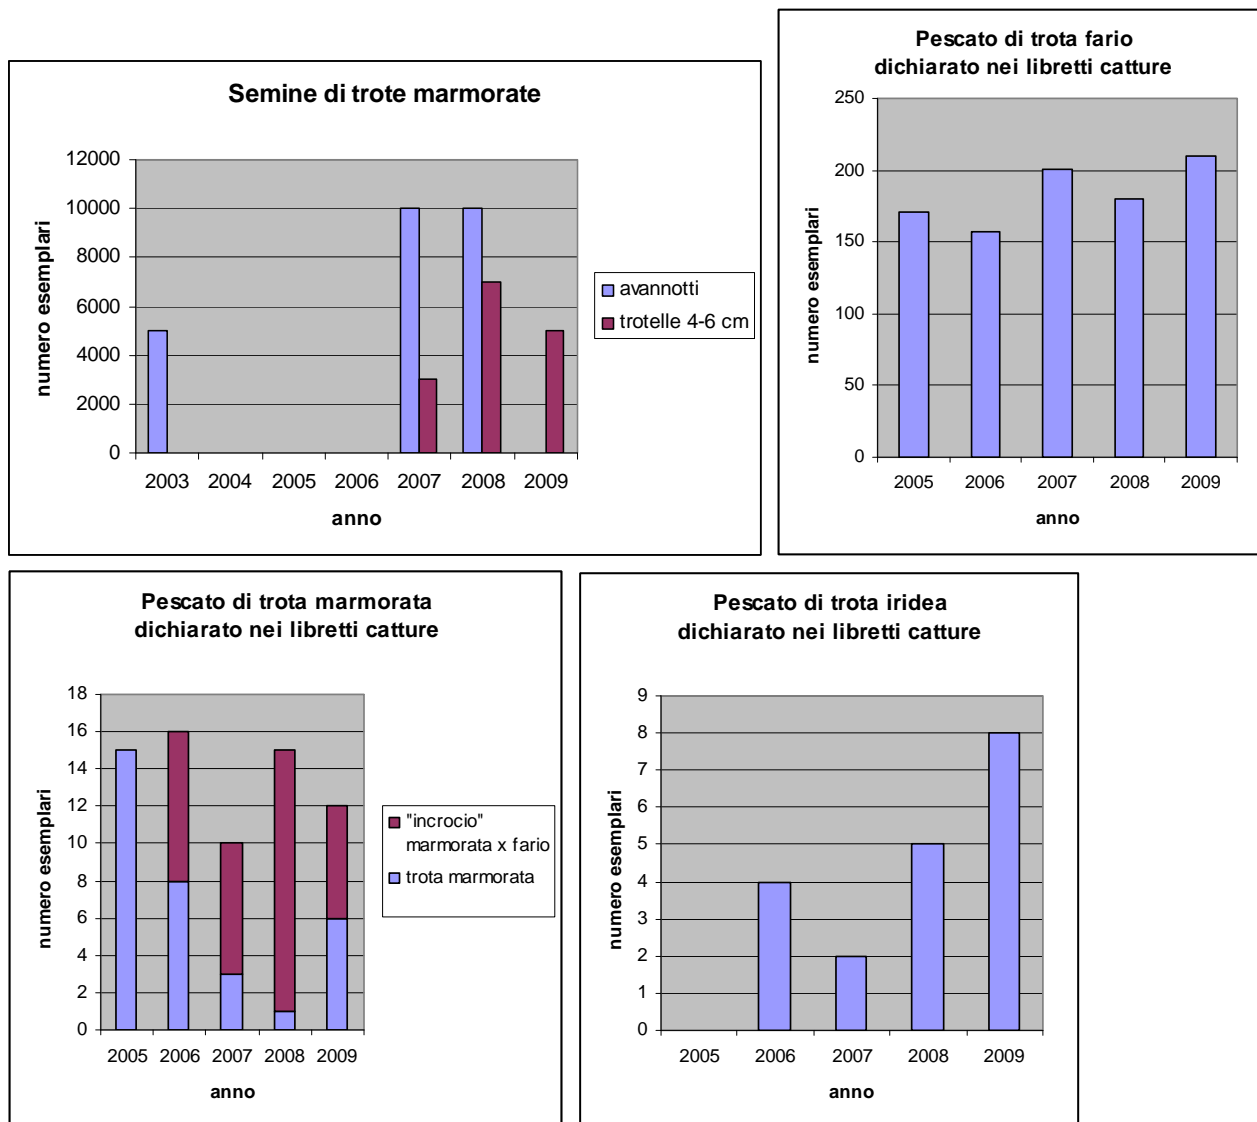 Semine di trote marmorate
numero esemplari
12000
10000
8000
6000
4000
2000
0
2003 2004 2005 2006 2007 2008 2009
anno
avannotti
trotelle 4-6 cm
Pescato di trota fario
dichiarato nei libretti catture
numero esemplari
250
200
150
100
50
0
2005 2006 2007 2008 2009
anno
Pescato di trota marmorata
dichiarato nei libretti catture
numero esemplari
18
16
14
12
10
8
6
4
2
0
2005 2006 2007 2008 2009
anno
"incrocio"
marmorata x fario
trota marmorata
Pescato di trota iridea
dichiarato nei libretti catture
numero esemplari
9
8
7
6
5
4
3
2
1
0
2005 2006 2007 2008 2009
anno